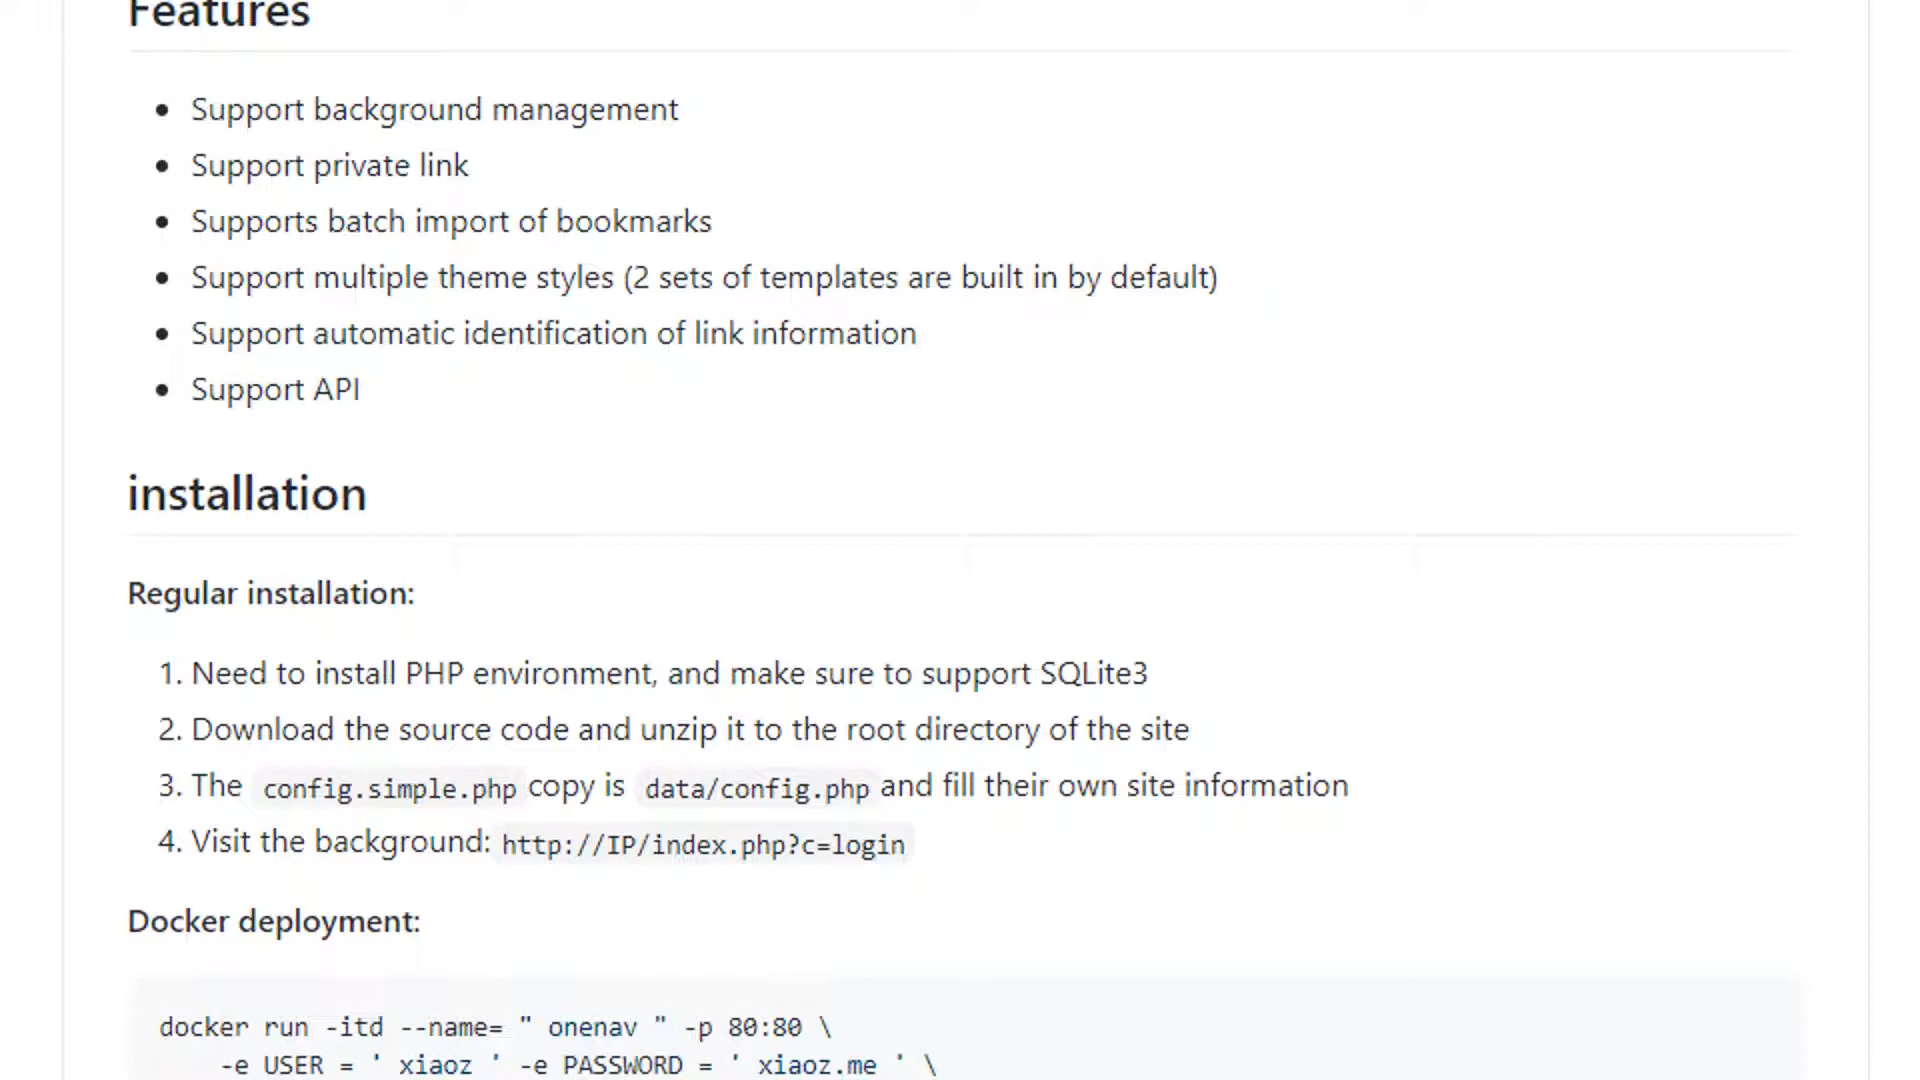 Features
Support background management
Support private link
Supports batch import of bookmarks
Support multiple theme styles (2 sets of templates are built in by default)
Support automatic identification of link information
Support API
installation
Regular installation:
1. Need to install PHP environment, and make sure to support SQLite3
2. Download the source code and unzip it to the root directory of the site
3. The config.simple.php copy is data/config.php and fill their own site information
4. Visit the background: http://IP/index.php?c=login
Docker deployment:
docker run -itd --name= " onenav " -p 80:80 \
-e USER = ' xiaoz ' -e PASSWORD = ' xiaoz.me ' \